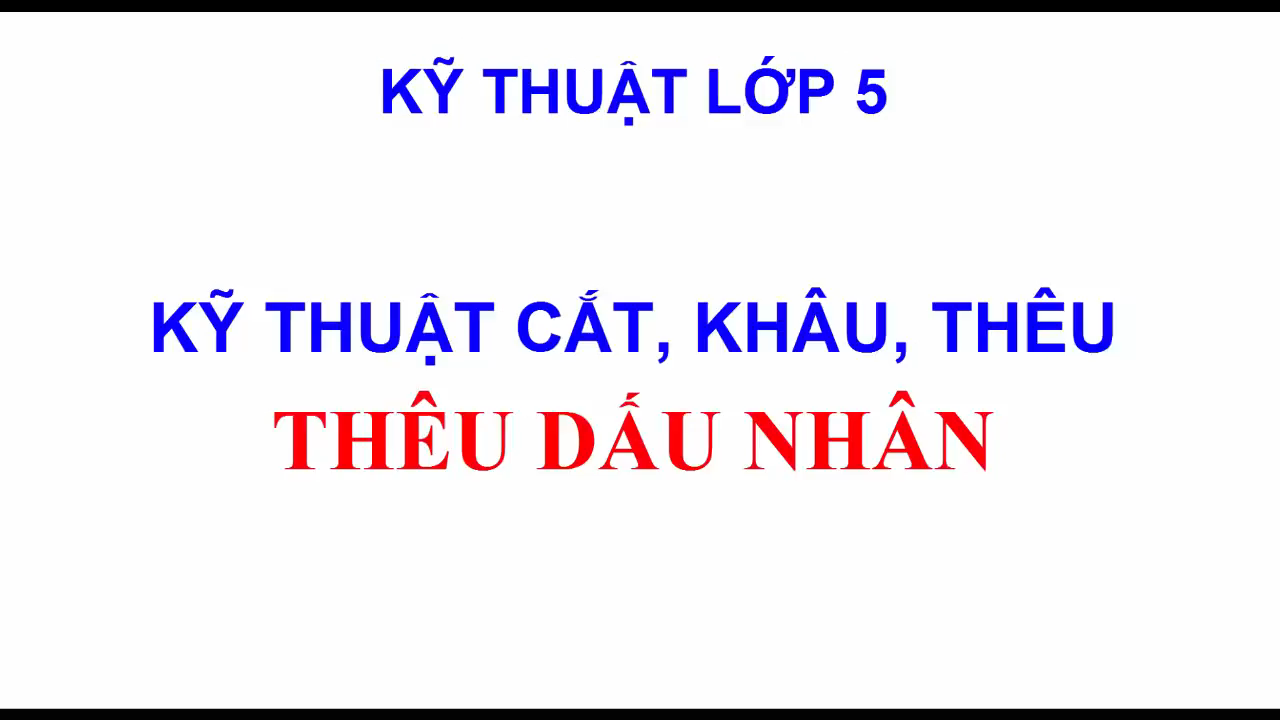 KỸ THUẬT LỚP 5
KỸ THUẬT CẮT, KHÂU, THÊU
THÊU DẤU NHÂN